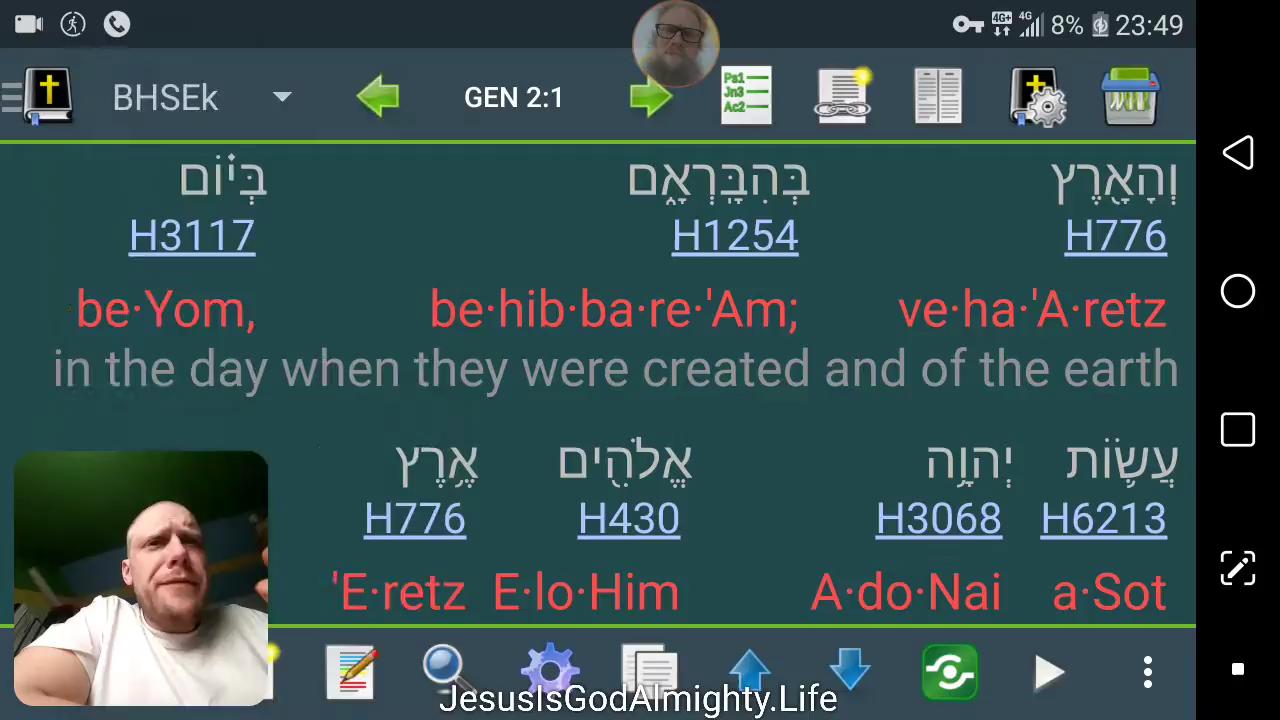 8% 23:49
BHSEk GEN 2:1 Ps1 Jn3 Ac2
וְהָאָ֖רֶץ בְּהִבָּֽרְאָ֑ם בְּי֗וֹם
H776 H1254 H3117
be·Yom, be·hib·ba·re·'Am; ve·ha·'A·retz
in the day when they were created and of the earth
עֲשׂ֛וֹת יְהוָ֥ה אֱלֹהִ֖ים אֶ֥רֶץ
H6213 H3068 H430 H776
'E·retz E·lo·Him A·do·Nai a·Sot
JesusIsGodAlmighty.Life